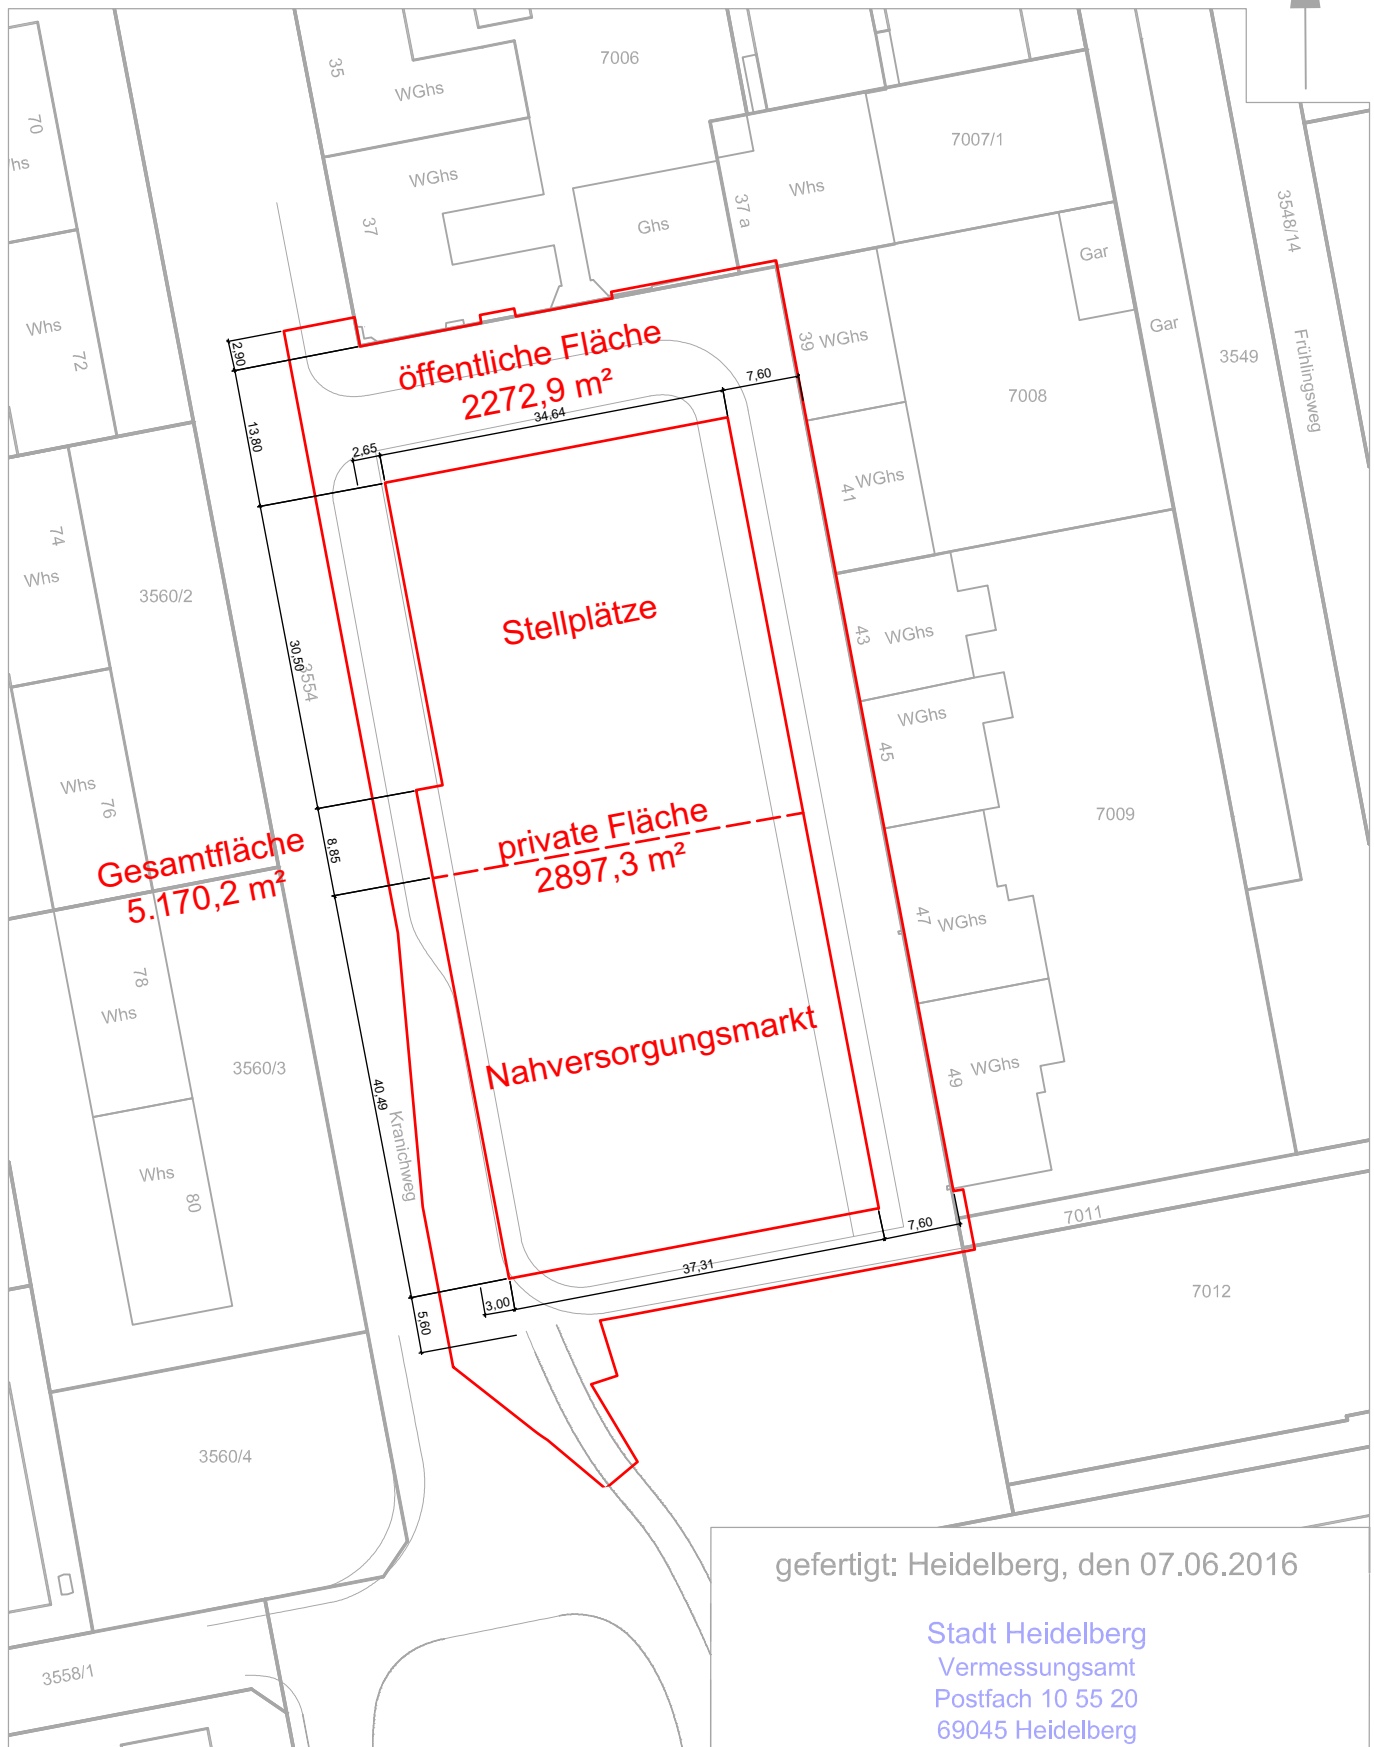 35
7006
WGhs
70
7007/1
hs
WGhs
Whs
37
Ghs
37 a
3548/14
Gar
Whs
72
2,90
öffentliche Fläche
2272,9 m²
7,60
39
WGhs
Gar
3549
Frühlingsweg
7008
34,64
13,80
2,65
41
WGhs
74
Whs
3560/2
Stellplätze
43
WGhs
30,50
3554
WGhs
45
Whs
76
private Fläche
2897,3 m²
7009
Gesamtfläche
5.170,2 m²
8,85
47
WGhs
78
Whs
Nahversorgungsmarkt
3560/3
49
WGhs
40,49
Kranichweg
Whs
80
7,60
7011
37,31
3,00
5,60
7012
3560/4
gefertigt: Heidelberg, den 07.06.2016
Stadt Heidelberg
Vermessungsamt
Postfach 10 55 20
69045 Heidelberg
3558/1